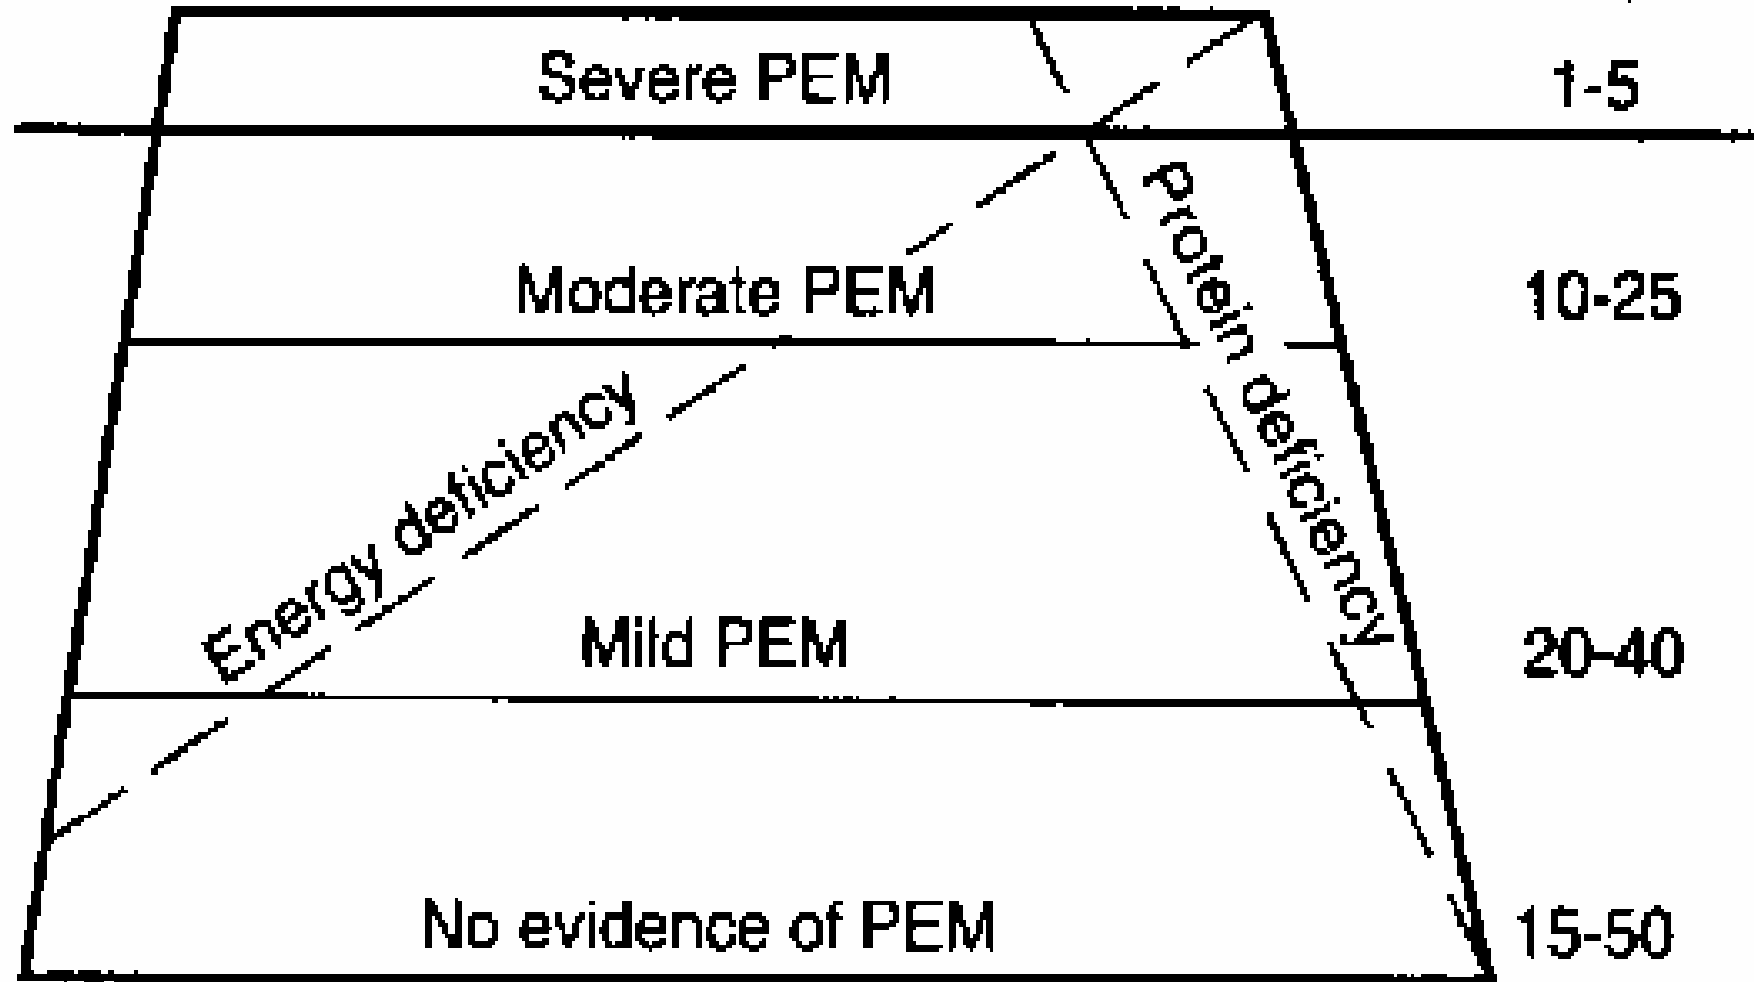 Severe PEM 1-5
Moderate PEM 10-25
Protein deficiency
Energy deficiency
Mild PEM 20-40
No evidence of PEM 15-50